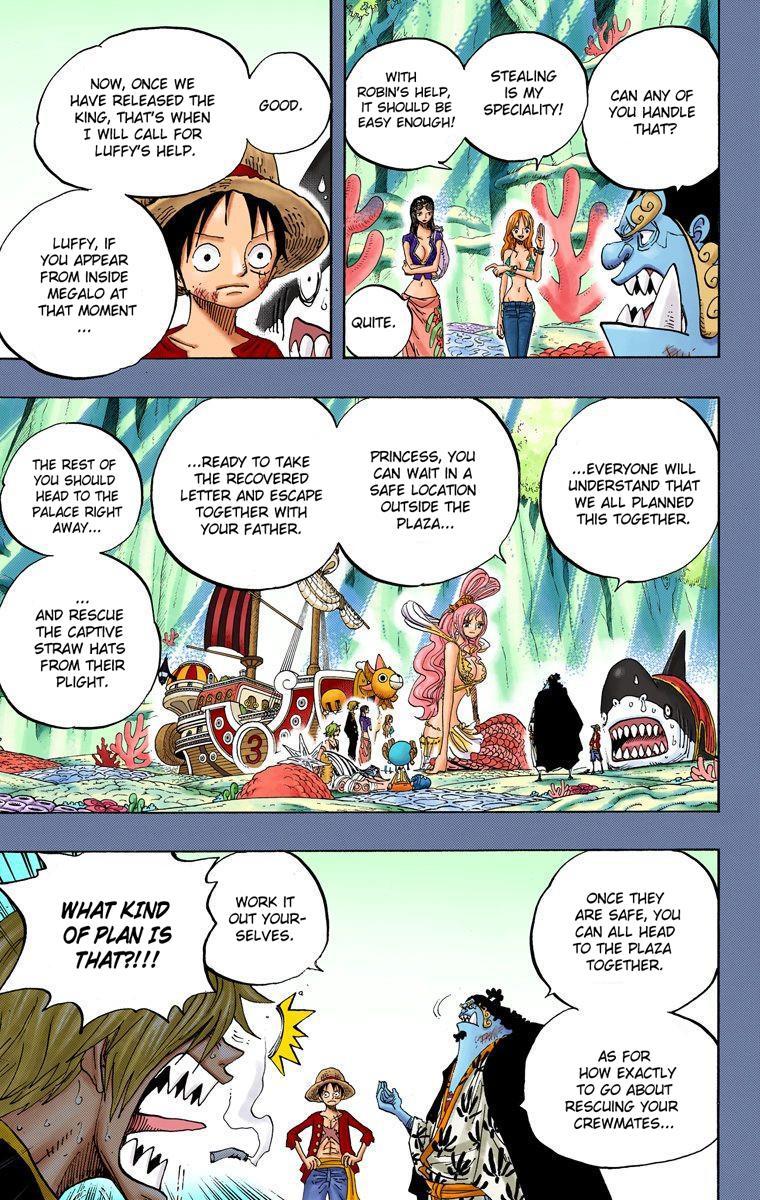 CAN ANY OF
YOU HANDLE
THAT?
STEALING
IS MY
SPECIALITY!
WITH
ROBIN'S HELP,
IT SHOULD BE
EASY ENOUGH!
QUITE.
GOOD.
NOW, ONCE WE
HAVE RELEASED THE
KING, THAT'S WHEN
I WILL CALL FOR
LUFFY'S HELP.
LUFFY, IF
YOU APPEAR
FROM INSIDE
MEGALO AT
THAT MOMENT
...
...EVERYONE WILL
UNDERSTAND THAT
WE ALL PLANNED
THIS TOGETHER.
PRINCESS, YOU
CAN WAIT IN A
SAFE LOCATION
OUTSIDE THE
PLAZA...
...READY TO TAKE
THE RECOVERED
LETTER AND ESCAPE
TOGETHER WITH
YOUR FATHER.
THE REST OF
YOU SHOULD
HEAD TO THE
PALACE RIGHT
AWAY...
...
AND RESCUE
THE CAPTIVE
STRAW HATS
FROM THEIR
PLIGHT.
3
ONCE THEY
ARE SAFE, YOU
CAN ALL HEAD
TO THE PLAZA
TOGETHER.
AS FOR
HOW EXACTLY
TO GO ABOUT
RESCUING YOUR
CREWMATES...
WORK IT
OUT YOUR-
SELVES.
WHAT KIND
OF PLAN IS
THAT?!!!